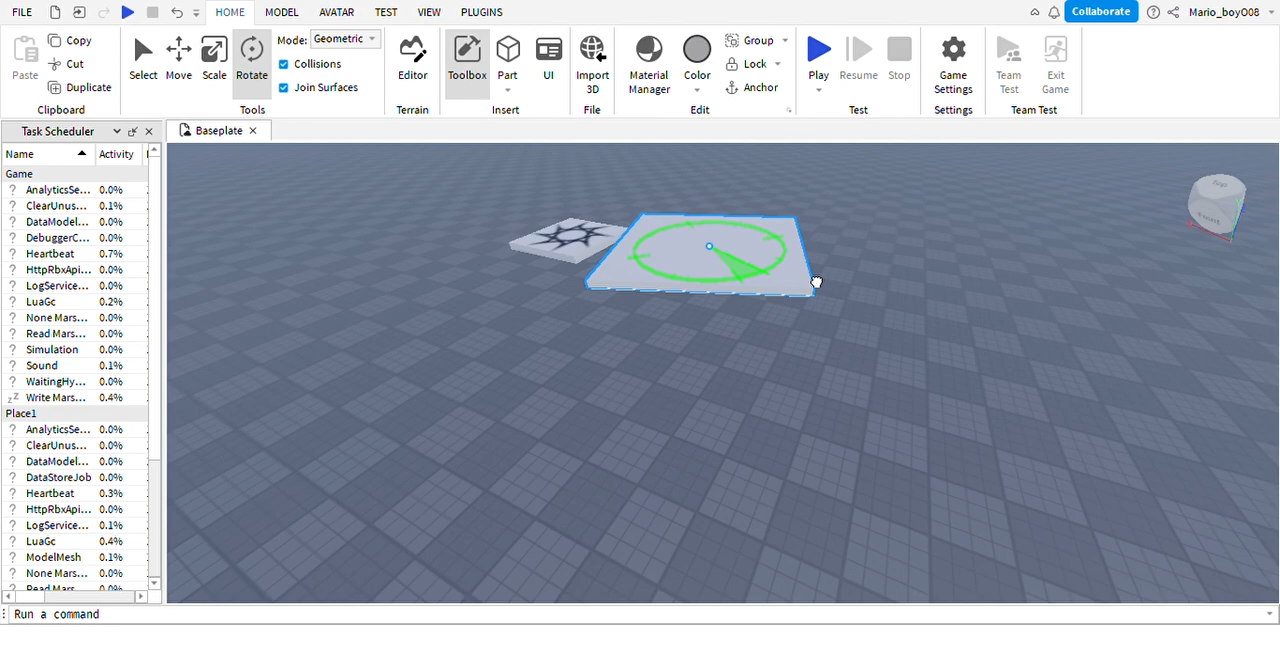 FILE HOME MODEL AVATAR TEST VIEW PLUGINS Collaborate Mario_boy008
Paste Copy Cut Duplicate Clipboard
Select Move Scale Rotate Mode: Geometric Collisions Join Surfaces Tools
Editor Terrain
Toolbox Part UI Insert
Import 3D File
Material Manager Color Group Lock Anchor Edit
Play Resume Stop Test
Game Settings Settings
Team Test Exit Game Team Test
Task Scheduler Baseplate
Name Activity
Game
AnalyticsSe... 0.0%
ClearUnus... 0.1%
DataModel... 0.0%
DebuggerC... 0.0%
Heartbeat 0.7%
HttpRbxApi... 0.0%
LogService... 0.0%
LuaGc 0.2%
None Mars... 0.0%
Read Mars... 0.0%
Simulation 0.0%
Sound 0.1%
WaitingHy... 0.0%
Write Mars... 0.4%
Place1
AnalyticsSe... 0.0%
ClearUnus... 0.0%
DataModel... 0.0%
DataStoreJob 0.0%
Heartbeat 0.3%
HttpRbxApi... 0.0%
LogService... 0.1%
LuaGc 0.4%
ModelMesh 0.1%
None Mars... 0.0%
Read Mars... 0.0%
Run a command